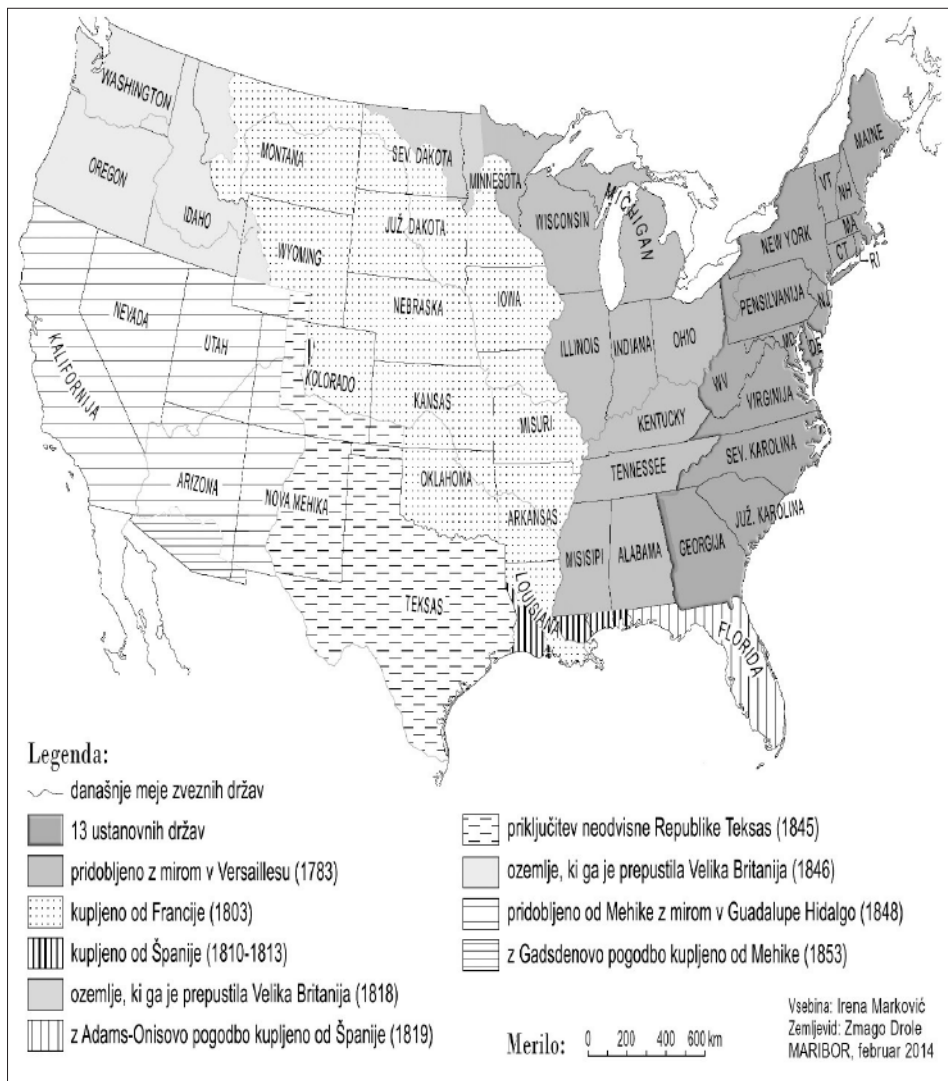 WASHINGTON
OREGON
IDAHO
MONTANA
SEV. DAKOTA
MINNESOTA
WISCONSIN
MICHIGAN
MAINE
VT
NH
MA
CT
RI
NEW YORK
WYOMING
JUŽ. DAKOTA
NEBRASKA
IOWA
PENSILVANIJA
NJ
MD
DE
NEVADA
UTAH
KALIFORNIJA
KOLORADO
KANSAS
MISURI
ILLINOIS
INDIANA
OHIO
WV
VIRGINIJA
KENTUCKY
ARIZONA
NOVA MEHIKA
OKLAHOMA
ARKANSAS
TENNESSEE
SEV. KAROLINA
JUŽ. KAROLINA
TEKSAS
LOUISIANA
MISISIPI
ALABAMA
GEORGIJA
FLORIDA
Legenda:
današnje meje zveznih držav
13 ustanovnih držav
pridobljeno z mirom v Versaillesu (1783)
kupljeno od Francije (1803)
kupljeno od Španije (1810-1813)
ozemlje, ki ga je prepustila Velika Britanija (1818)
z Adams-Onisovo pogodbo kupljeno od Španije (1819)
priključitev neodvisne Republike Teksas (1845)
ozemlje, ki ga je prepustila Velika Britanija (1846)
pridobljeno od Mehike z mirom v Guadalupe Hidalgo (1848)
z Gadsdenovo pogodbo kupljeno od Mehike (1853)
Merilo: 0 200 400 600 km
Vsebina: Irena Marković
Zemljevid: Zmago Drole
MARIBOR, februar 2014